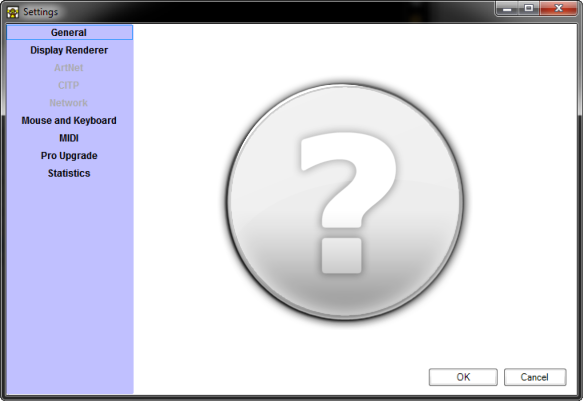 Settings
General
Display Renderer
ArtNet
CITP
Network
Mouse and Keyboard
MIDI
Pro Upgrade
Statistics
?
OK Cancel